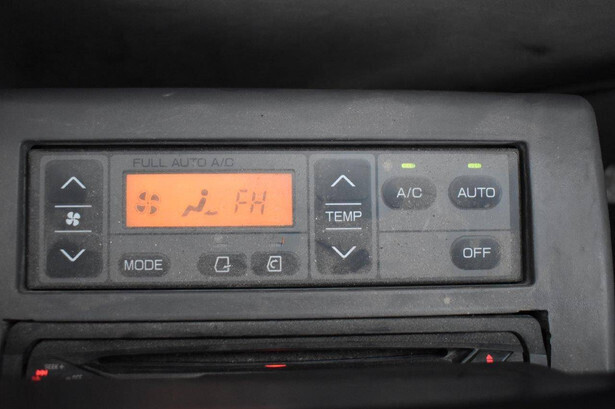 FULL AUTO A/C
FH
TEMP
A/C
AUTO
MODE
OFF